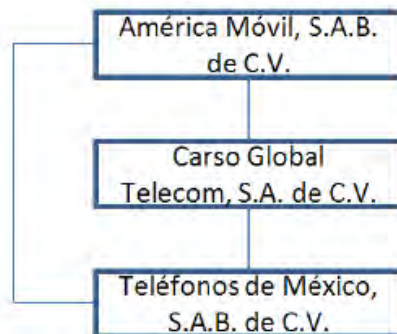 América Móvil, S.A.B.
de C.V.
Carso Global
Telecom, S.A. de C.V.
Teléfonos de México,
S.A.B. de C.V.